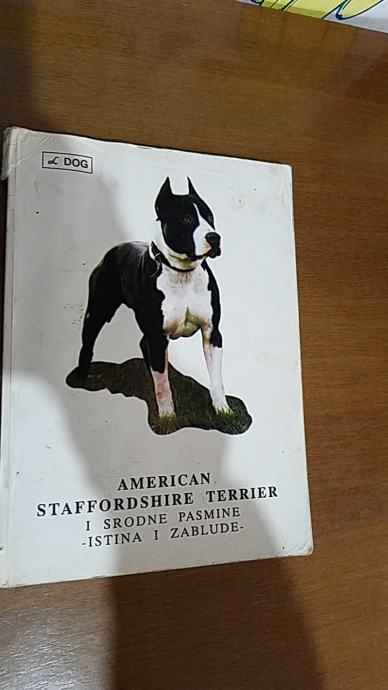 L DOG
AMERICAN
STAFFORDSHIRE TERRIER
I SRODNE PASMINE
-ISTINA I ZABLUDE-